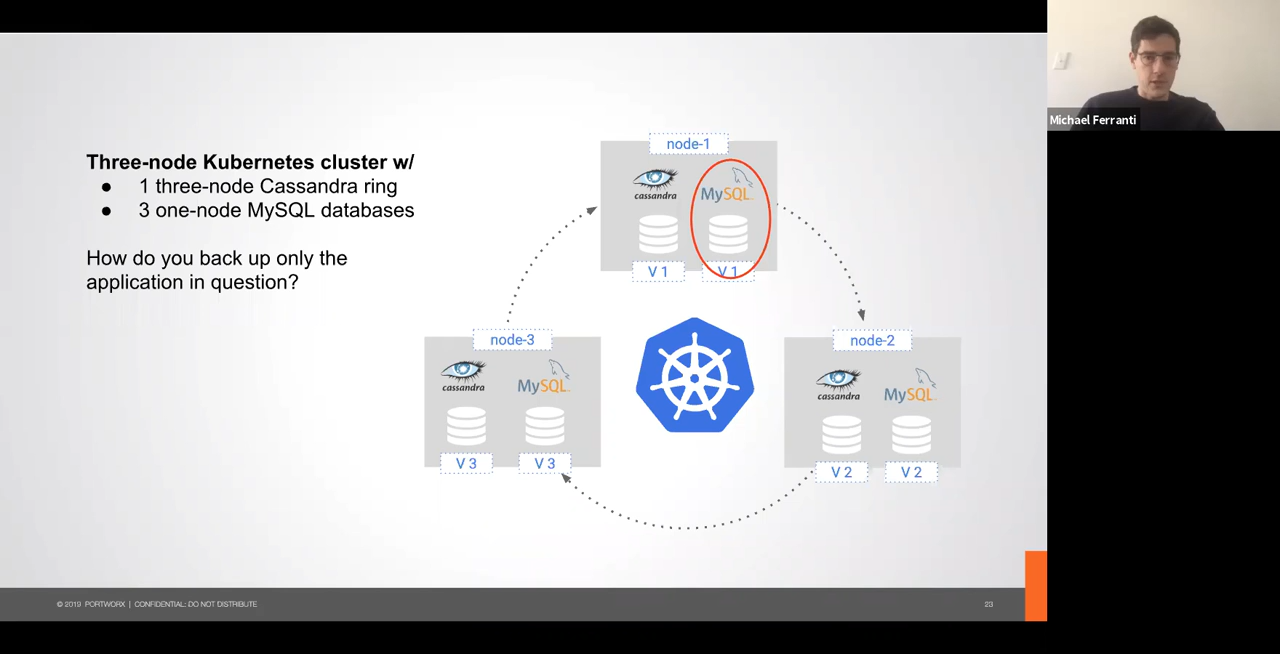 Michael Ferranti
Three-node Kubernetes cluster w/
● 1 three-node Cassandra ring
● 3 one-node MySQL databases
How do you back up only the
application in question?
node-1
cassandra
MySQL
V 1
V 1
node-3
cassandra
MySQL
V 3
V 3
node-2
cassandra
MySQL
V 2
V 2
© 2019 PORTWORX | CONFIDENTIAL: DO NOT DISTRIBUTE
23